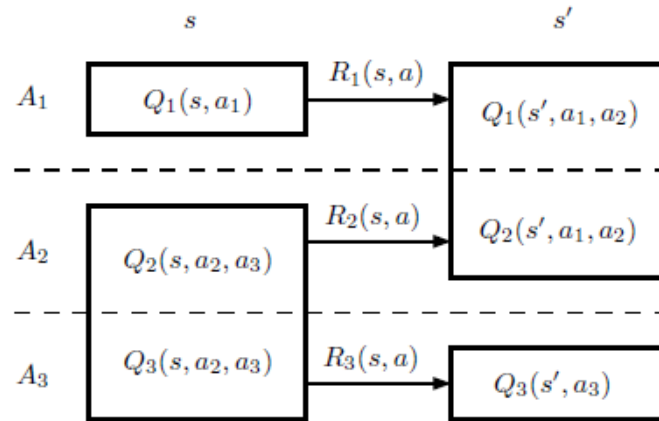 s s′
A₁ Q₁(s, a₁) R₁(s, a) Q₁(s′, a₁, a₂)
A₂ Q₂(s, a₂, a₃) R₂(s, a) Q₂(s′, a₁, a₂)
A₃ Q₃(s, a₂, a₃) R₃(s, a) Q₃(s′, a₃)